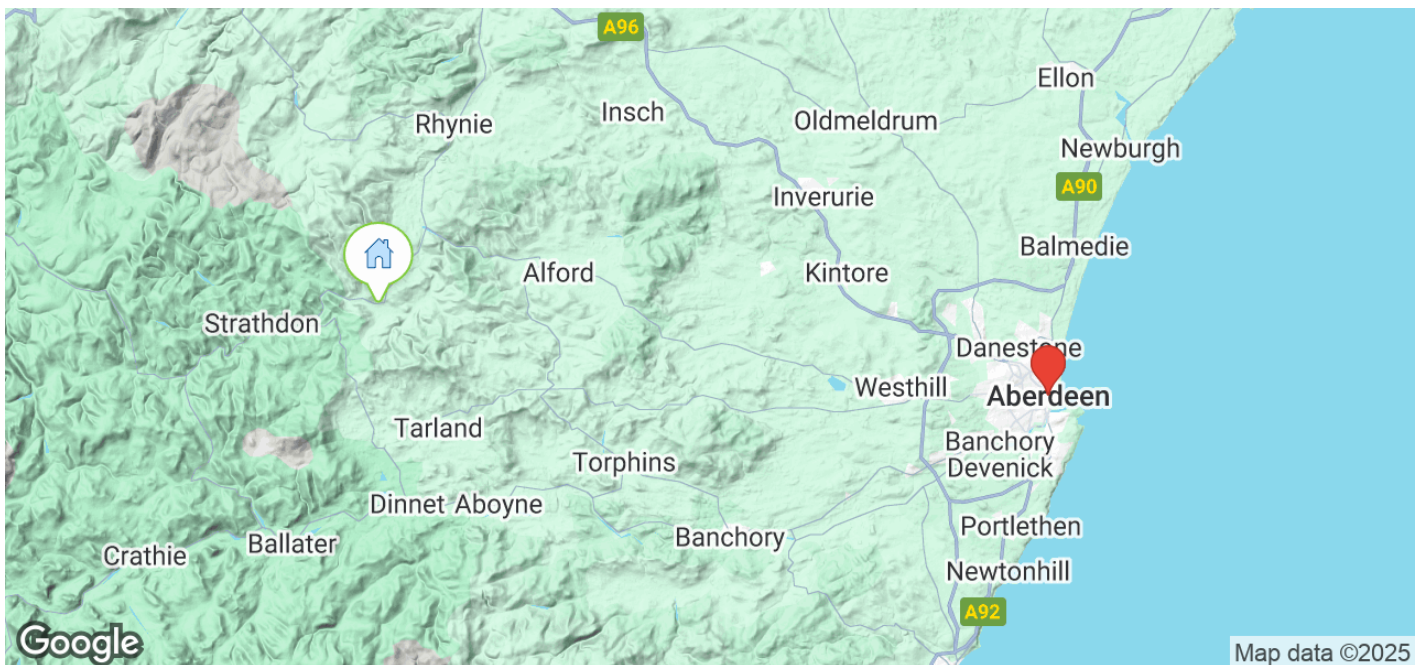 A96
Ellon
Insch
Rhynie
Oldmeldrum
Newburgh
A90
Inverurie
Balmedie
Alford
Kintore
Strathdon
Danestone
Westhill
Aberdeen
Tarland
Banchory
Devenick
Torphins
Dinnet
Aboyne
Portlethen
Banchory
Ballater
Crathie
Newtonhill
A92
Google
Map data ©2025